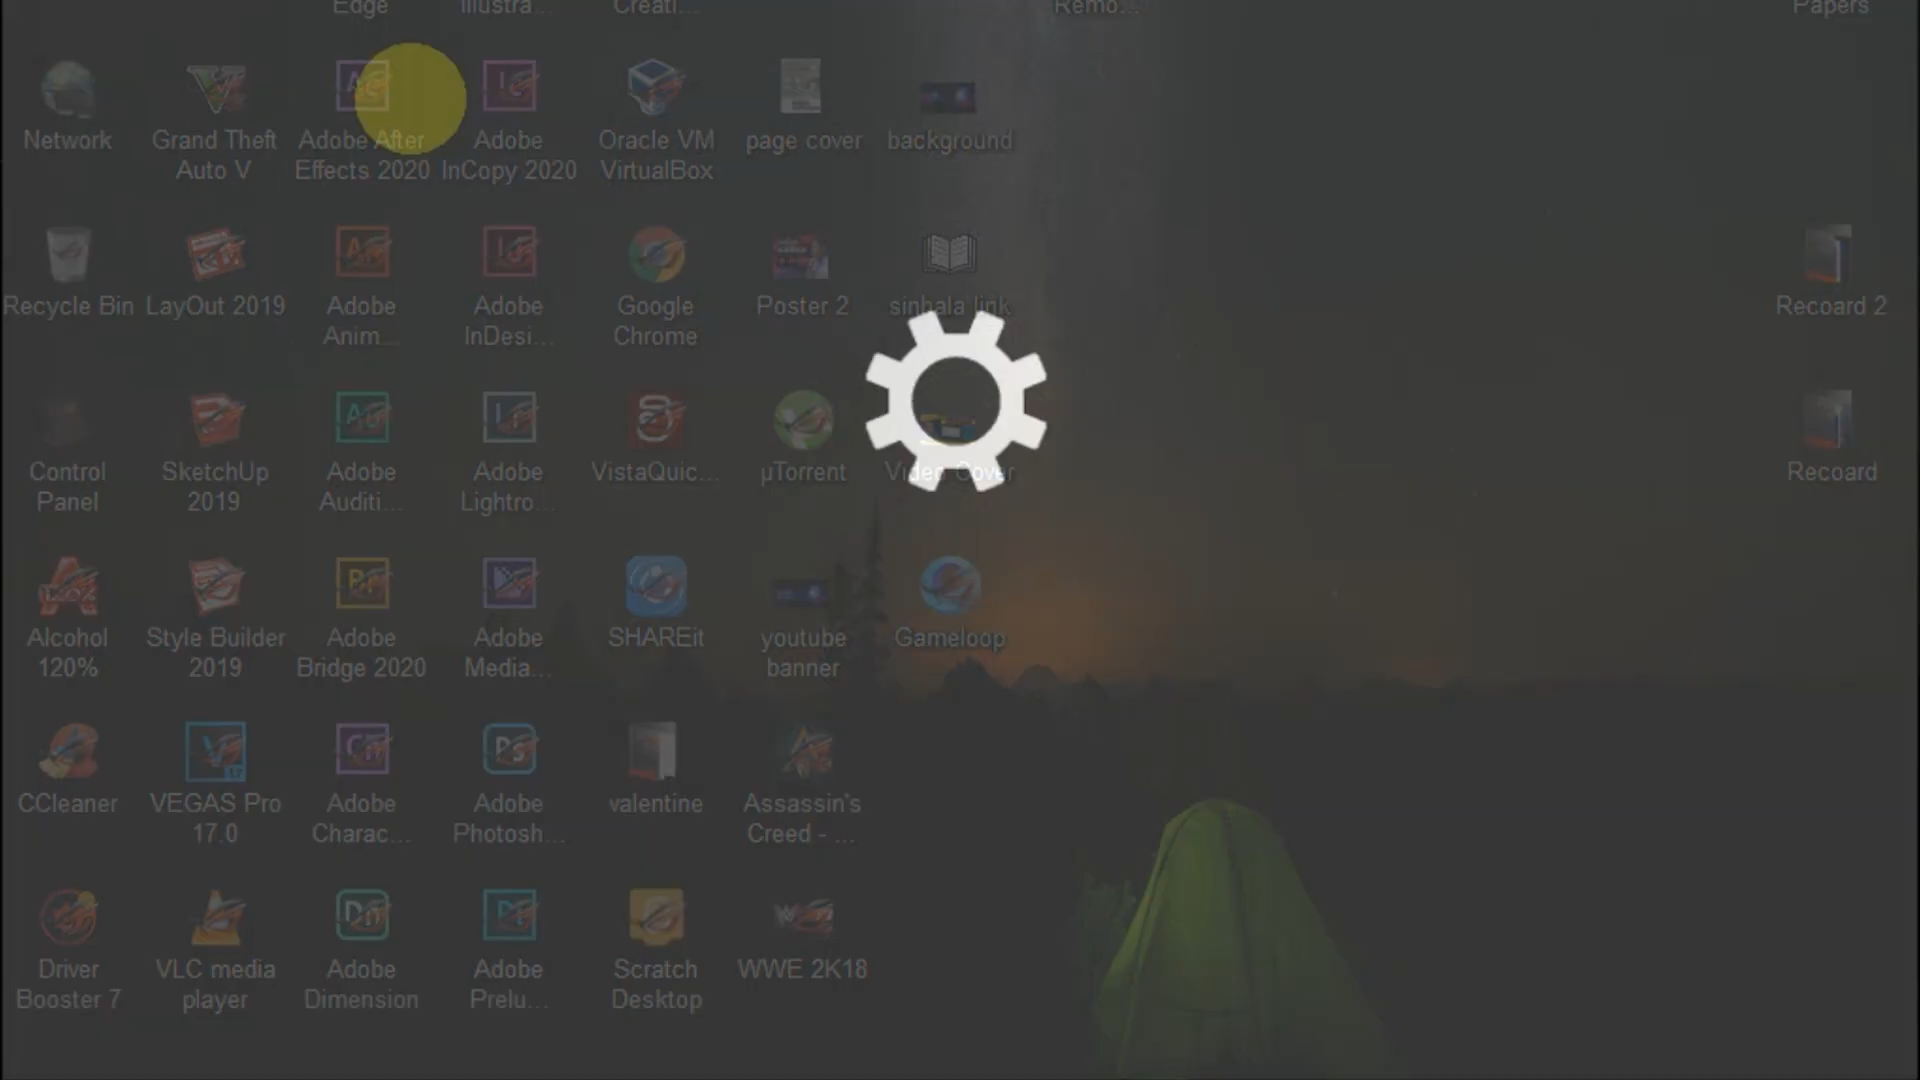 Edge
Illustra...
Creati...
Remo...
Papers
Network
Grand Theft
Auto V
Adobe After
Effects 2020
Adobe
InCopy 2020
Oracle VM
VirtualBox
page cover
background
Recycle Bin
LayOut 2019
Adobe
Anim...
Adobe
InDesi...
Google
Chrome
Poster 2
sinhala link
Recoard 2
Control
Panel
SketchUp
2019
Adobe
Auditi...
Adobe
Lightro...
VistaQuic...
µTorrent
Video Cover
Recoard
Alcohol
120%
Style Builder
2019
Adobe
Bridge 2020
Adobe
Media...
SHAREit
youtube
banner
Gameloop
CCleaner
VEGAS Pro
17.0
Adobe
Charac...
Adobe
Photosh...
valentine
Assassin's
Creed - ...
Driver
Booster 7
VLC media
player
Adobe
Dimension
Adobe
Prelu...
Scratch
Desktop
WWE 2K18